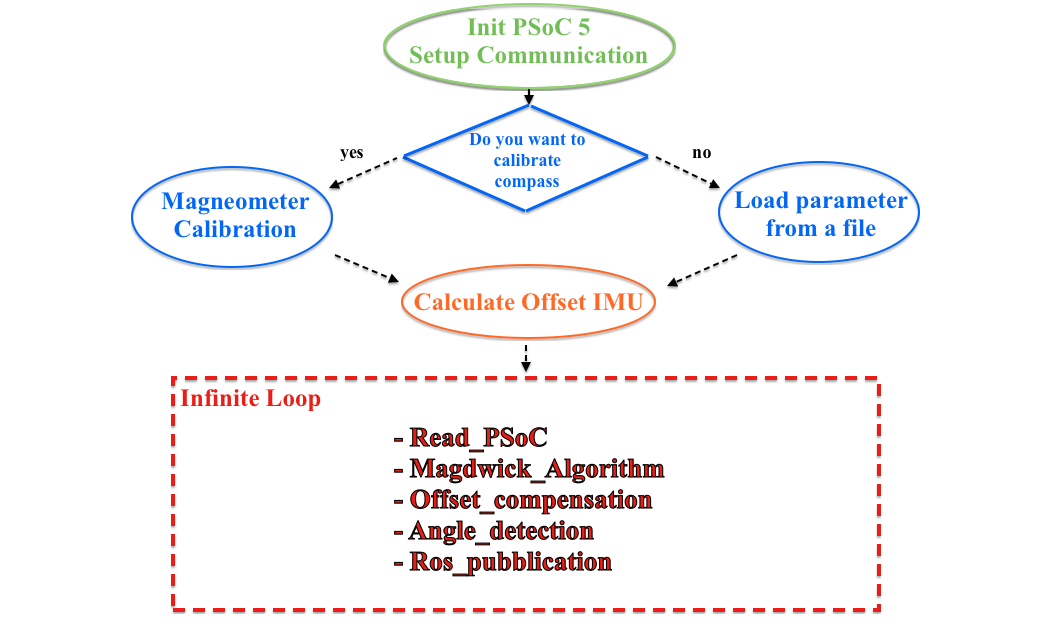 Init PSoC 5
Setup Communication
Do you want to
calibrate
compass
yes
no
Magneometer
Calibration
Load parameter
from a file
Calculate Offset IMU
Infinite Loop
- Read_PSoC
- Magdwick_Algorithm
- Offset_compensation
- Angle_detection
- Ros_pubblication